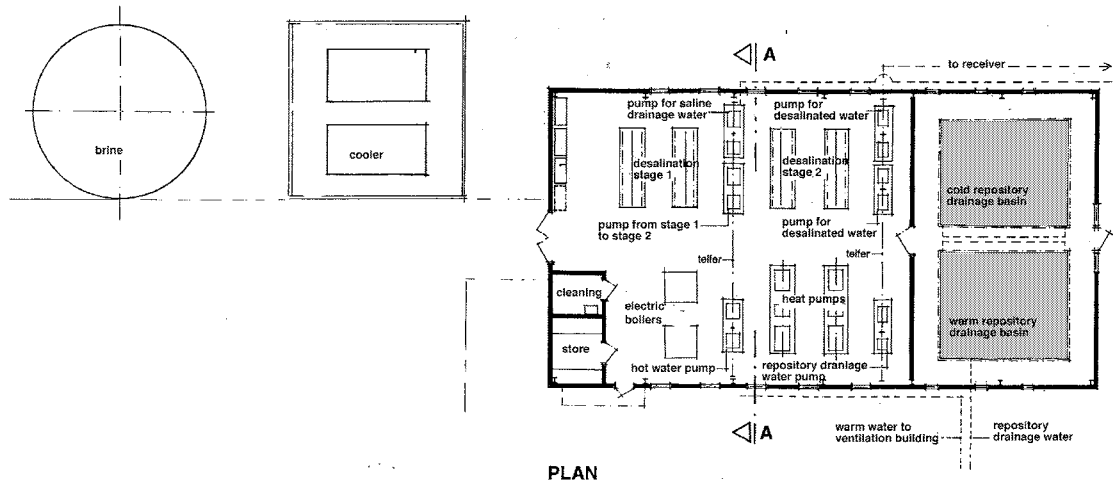 A
to receiver
pump for saline
drainage water
pump for
desalinated water
brine
cooler
desalination
stage 1
desalination
stage 2
cold repository
drainage basin
pump from stage 1
to stage 2
pump for
desalinated water
telfer
telfer
cleaning
electric
boilers
heat pumps
warm repository
drainage basin
store
hot water pump
repository draniage
water pump
A
warm water to
ventilation building
repository
drainage water
PLAN